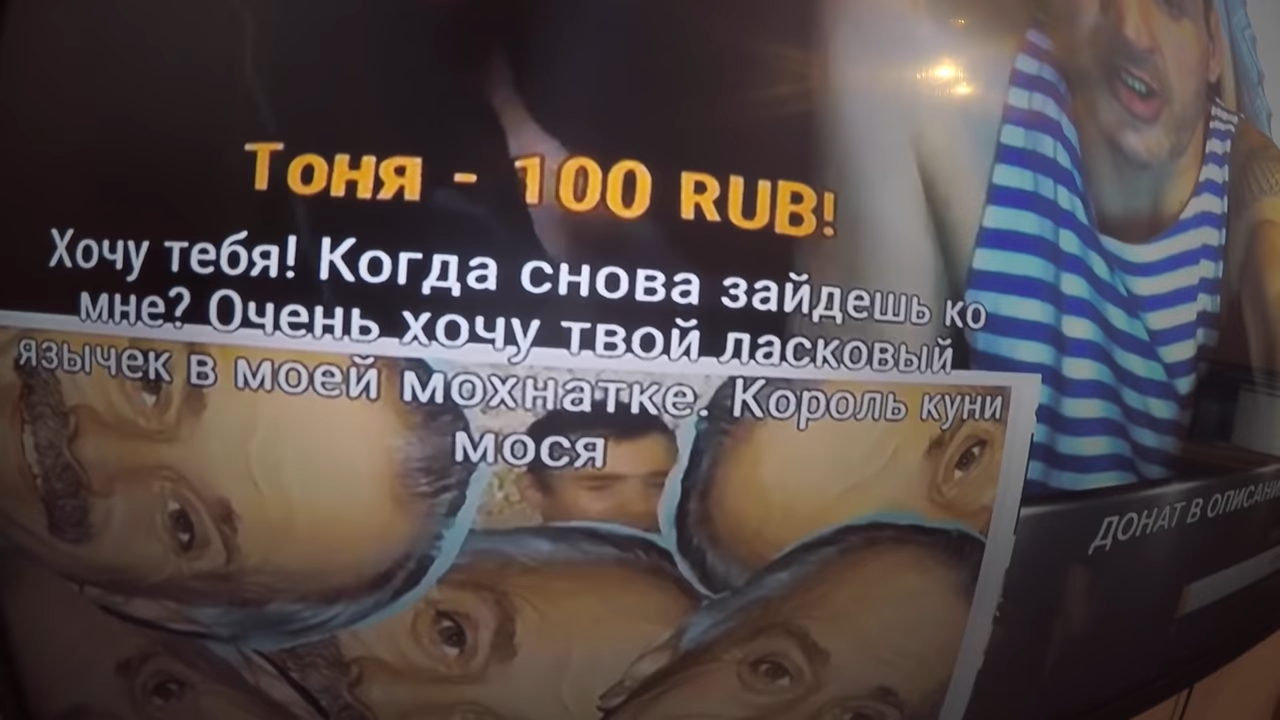 Тоня - 100 RUB!
Хочу тебя! Когда снова зайдешь ко
мне? Очень хочу твой ласковый
язычек в моей мохнатке. Король куни
мося
ДОНАТ В ОПИСАНИ